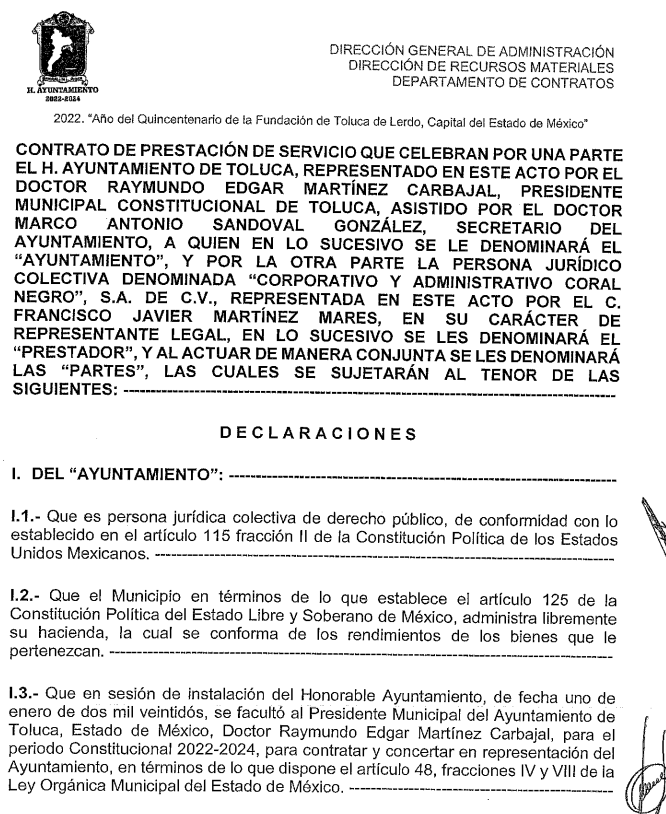 H. AYUNTAMIENTO
2022-2024
DIRECCIÓN GENERAL DE ADMINISTRACIÓN
DIRECCIÓN DE RECURSOS MATERIALES
DEPARTAMENTO DE CONTRATOS
2022. “Año del Quincentenario de la Fundación de Toluca de Lerdo, Capital del Estado de México”
CONTRATO DE PRESTACIÓN DE SERVICIO QUE CELEBRAN POR UNA PARTE
EL H. AYUNTAMIENTO DE TOLUCA, REPRESENTADO EN ESTE ACTO POR EL
DOCTOR RAYMUNDO EDGAR MARTÍNEZ CARBAJAL, PRESIDENTE
MUNICIPAL CONSTITUCIONAL DE TOLUCA, ASISTIDO POR EL DOCTOR
MARCO ANTONIO SANDOVAL GONZÁLEZ, SECRETARIO DEL
AYUNTAMIENTO, A QUIEN EN LO SUCESIVO SE LE DENOMINARÁ EL
“AYUNTAMIENTO”, Y POR LA OTRA PARTE LA PERSONA JURÍDICO
COLECTIVA DENOMINADA “CORPORATIVO Y ADMINISTRATIVO CORAL
NEGRO”, S.A. DE C.V., REPRESENTADA EN ESTE ACTO POR EL C.
FRANCISCO JAVIER MARTÍNEZ MARES, EN SU CARÁCTER DE
REPRESENTANTE LEGAL, EN LO SUCESIVO SE LES DENOMINARÁ EL
“PRESTADOR”, Y AL ACTUAR DE MANERA CONJUNTA SE LES DENOMINARÁ
LAS “PARTES”, LAS CUALES SE SUJETARÁN AL TENOR DE LAS
SIGUIENTES: ------------------------------------------------------------
DECLARACIONES
I. DEL “AYUNTAMIENTO”: ------------------------------------------------
I.1.- Que es persona jurídica colectiva de derecho público, de conformidad con lo
establecido en el artículo 115 fracción II de la Constitución Política de los Estados
Unidos Mexicanos. ------------------------------------------------------------
I.2.- Que el Municipio en términos de lo que establece el artículo 125 de la
Constitución Política del Estado Libre y Soberano de México, administra libremente
su hacienda, la cual se conforma de los rendimientos de los bienes que le
pertenezcan. ------------------------------------------------------------
I.3.- Que en sesión de instalación del Honorable Ayuntamiento, de fecha uno de
enero de dos mil veintidós, se facultó al Presidente Municipal del Ayuntamiento de
Toluca, Estado de México, Doctor Raymundo Edgar Martínez Carbajal, para el
periodo Constitucional 2022-2024, para contratar y concertar en representación del
Ayuntamiento, en términos de lo que dispone el artículo 48, fracciones IV y VIII de la
Ley Orgánica Municipal del Estado de México. --------------------------------